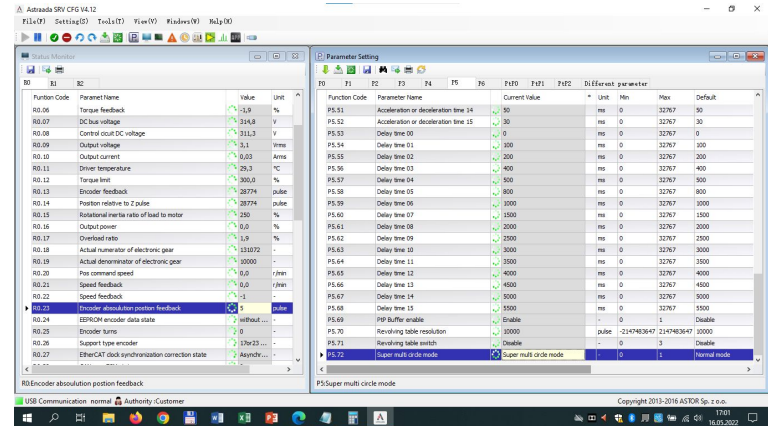 Astraada SRV CFG V4.12
File(F) Setting(S) Tools(T) View(V) Windows(W) Help(H)
Status Monitor
R0 R1 R2
Funtion Code Paramet Name Value Unit
R0.06 Torque feedback -1,9 %
R0.07 DC bus voltage 314,8 V
R0.08 Control cicuit DC voltage 311,3 V
R0.09 Output voltage 3,1 Vrms
R0.10 Output current 0,03 Arms
R0.11 Driver temperature 29,3 °C
R0.12 Torque limit 300,0 %
R0.13 Encoder feedback 28774 pulse
R0.14 Position relative to Z pulse 28774 pulse
R0.15 Rotational inertia ratio of load to motor 250 %
R0.16 Output power 0,0 %
R0.17 Overload ratio 1,9 %
R0.18 Actual numerator of electronic gear 131072 -
R0.19 Actual denorminator of electronic gear 10000 -
R0.20 Pos command speed 0,0 r/min
R0.21 Speed feedback 0,0 r/min
R0.22 Speed feedback -1 -
R0.23 Encoder absoulution postion feedback 5 pulse
R0.24 EEPROM encoder data state without ... -
R0.25 Encoder turns 0 -
R0.26 Support type encoder 17or23 ... -
R0.27 EtherCAT clock synchronization correction state Asynchr... -
R0:Encoder absoulution postion feedback
Parameter Setting
P0 P1 P2 P3 P4 P5 P6 PtP0 PtP1 PtP2 Different parameter
Function Code Parameter Name Current Value * Unit Min Max Default
P5.51 Acceleration or deceleration time 14 50 ms 0 32767 50
P5.52 Acceleration or deceleration time 15 30 ms 0 32767 30
P5.53 Delay time 00 0 ms 0 32767 0
P5.54 Delay time 01 100 ms 0 32767 100
P5.55 Delay time 02 200 ms 0 32767 200
P5.56 Delay time 03 400 ms 0 32767 400
P5.57 Delay time 04 500 ms 0 32767 500
P5.58 Delay time 05 800 ms 0 32767 800
P5.59 Delay time 06 1000 ms 0 32767 1000
P5.60 Delay time 07 1500 ms 0 32767 1500
P5.61 Delay time 08 2000 ms 0 32767 2000
P5.62 Delay time 09 2500 ms 0 32767 2500
P5.63 Delay time 10 3000 ms 0 32767 3000
P5.64 Delay time 11 3500 ms 0 32767 3500
P5.65 Delay time 12 4000 ms 0 32767 4000
P5.66 Delay time 13 4500 ms 0 32767 4500
P5.67 Delay time 14 5000 ms 0 32767 5000
P5.68 Delay time 15 5500 ms 0 32767 5500
P5.69 PtP Buffer enable Enable - 0 1 Disable
P5.70 Revolving table resolution 10000 pulse -2147483647 2147483647 10000
P5.71 Revolving table switch Disable - 0 3 Disable
P5.72 Super multi circle mode Super multi circle mode - 0 1 Normal mode
P5:Super multi circle mode
USB Communication normal Authority :Customer Copyright 2013-2016 ASTOR Sp. z o.o.
17:01
16.05.2022